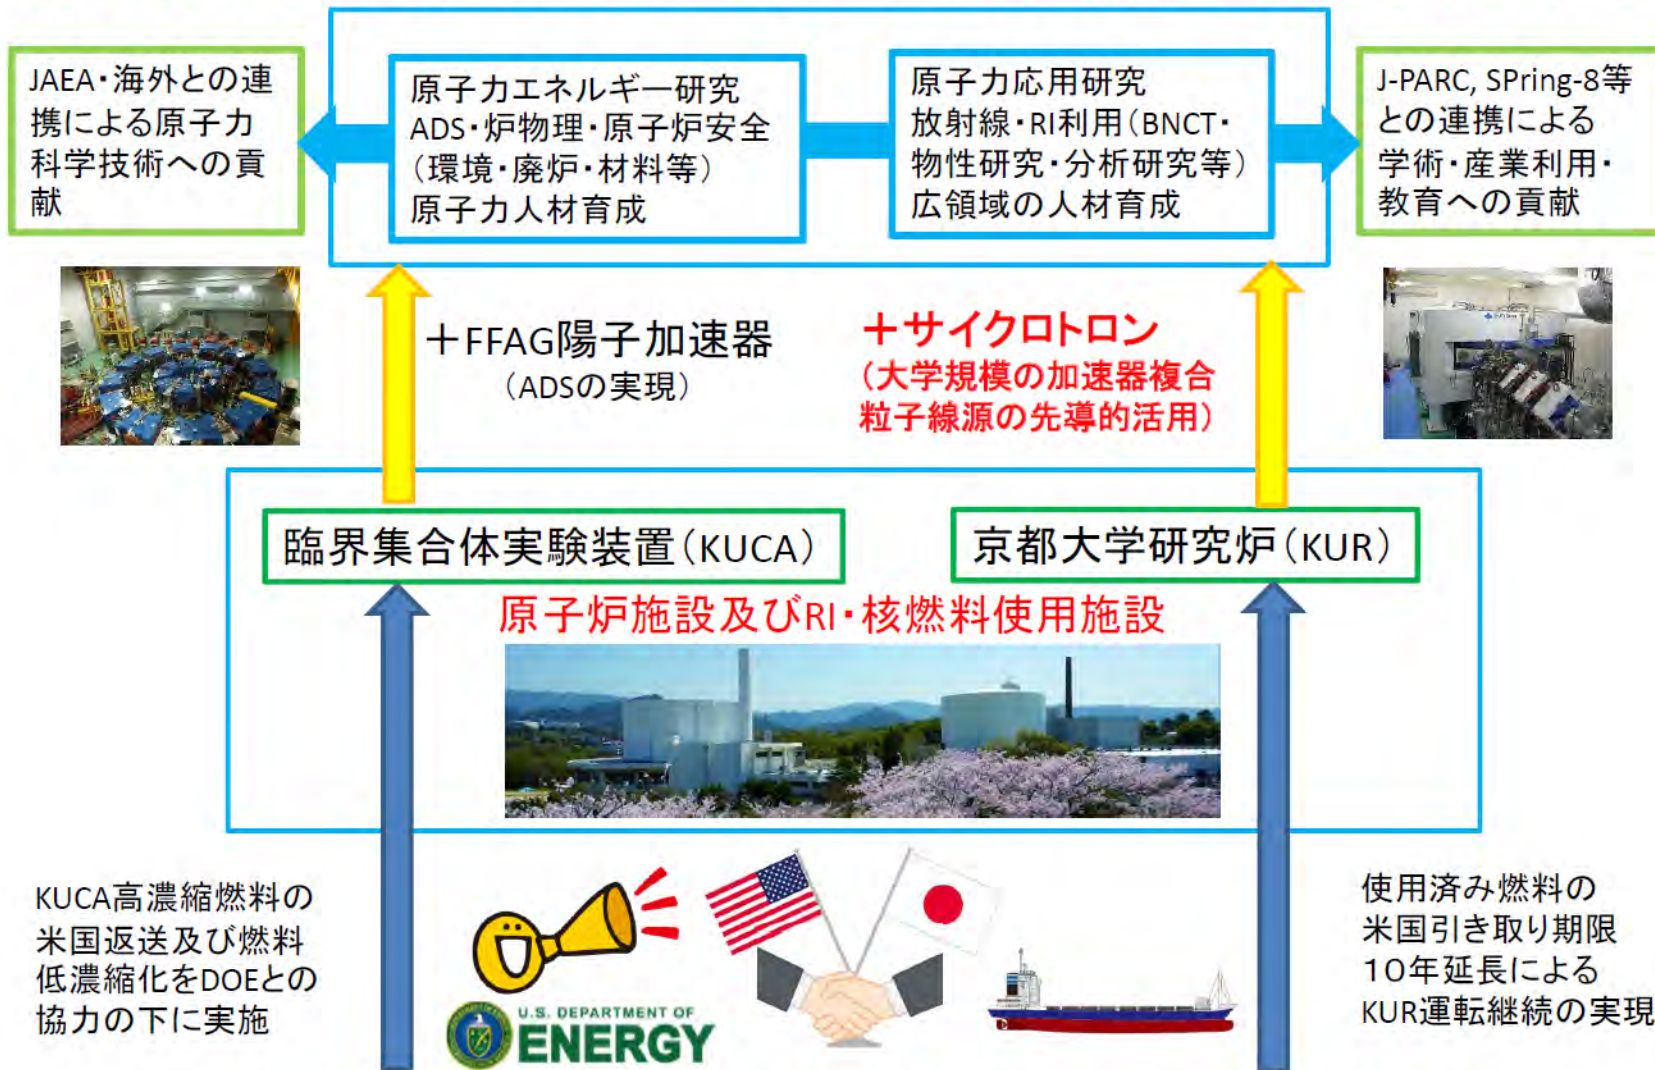 JAEA・海外との連
携による原子力
科学技術への貢
献
原子力エネルギー研究
ADS・炉物理・原子炉安全
（環境・廃炉・材料等）
原子力人材育成
原子力応用研究
放射線・RI利用（BNCT・
物性研究・分析研究等）
広領域の人材育成
J-PARC, SPring-8等
との連携による
学術・産業利用・
教育への貢献
＋FFAG陽子加速器
（ADSの実現）
＋サイクロトロン
（大学規模の加速器複合
粒子線源の先導的活用）
臨界集合体実験装置（KUCA）
京都大学研究炉（KUR）
原子炉施設及びRI・核燃料使用施設
KUCA高濃縮燃料の
米国返送及び燃料
低濃縮化をDOEとの
協力の下に実施
U.S. DEPARTMENT OF
ENERGY
使用済み燃料の
米国引き取り期限
１０年延長による
KUR運転継続の実現